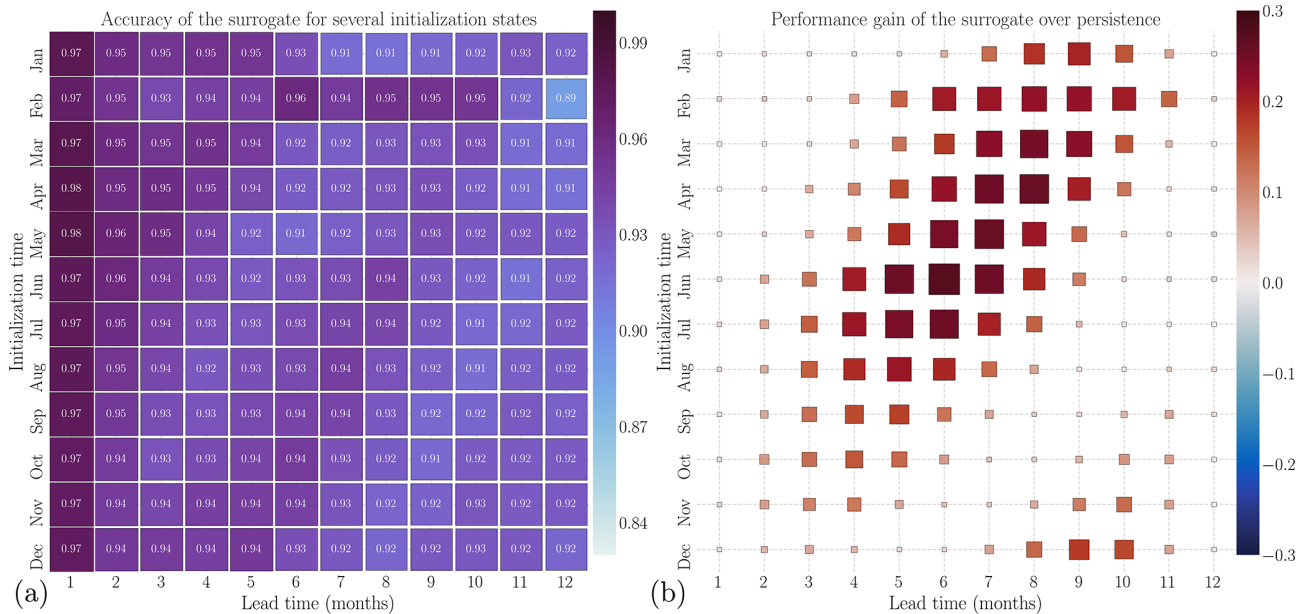 Accuracy of the surrogate for several initialization states
Initialization time
Jan 0.97 0.95 0.95 0.95 0.95 0.93 0.91 0.91 0.91 0.92 0.93 0.92
Feb 0.97 0.95 0.93 0.94 0.94 0.96 0.94 0.95 0.95 0.95 0.92 0.89
Mar 0.97 0.95 0.95 0.95 0.94 0.92 0.92 0.93 0.92 0.92 0.91 0.91
Apr 0.98 0.95 0.95 0.95 0.94 0.92 0.92 0.93 0.93 0.92 0.91 0.91
May 0.98 0.96 0.95 0.94 0.92 0.91 0.92 0.93 0.93 0.92 0.92 0.92
Jun 0.97 0.96 0.94 0.93 0.92 0.93 0.93 0.94 0.93 0.92 0.91 0.92
Jul 0.97 0.95 0.94 0.93 0.93 0.93 0.94 0.94 0.92 0.91 0.92 0.92
Aug 0.97 0.95 0.94 0.92 0.93 0.93 0.94 0.93 0.92 0.91 0.92 0.92
Sep 0.97 0.95 0.93 0.93 0.93 0.94 0.94 0.93 0.92 0.92 0.92 0.92
Oct 0.97 0.94 0.93 0.93 0.94 0.94 0.93 0.92 0.91 0.92 0.92 0.92
Nov 0.97 0.94 0.94 0.94 0.94 0.94 0.93 0.92 0.92 0.93 0.92 0.92
Dec 0.97 0.94 0.94 0.94 0.94 0.93 0.92 0.92 0.92 0.92 0.92 0.92
1 2 3 4 5 6 7 8 9 10 11 12
Lead time (months)
(a)
0.99
0.96
0.93
0.90
0.87
0.84
Performance gain of the surrogate over persistence
Initialization time
Jan
Feb
Mar
Apr
May
Jun
Jul
Aug
Sep
Oct
Nov
Dec
1 2 3 4 5 6 7 8 9 10 11 12
Lead time (months)
(b)
0.3
0.2
0.1
0.0
−0.1
−0.2
−0.3